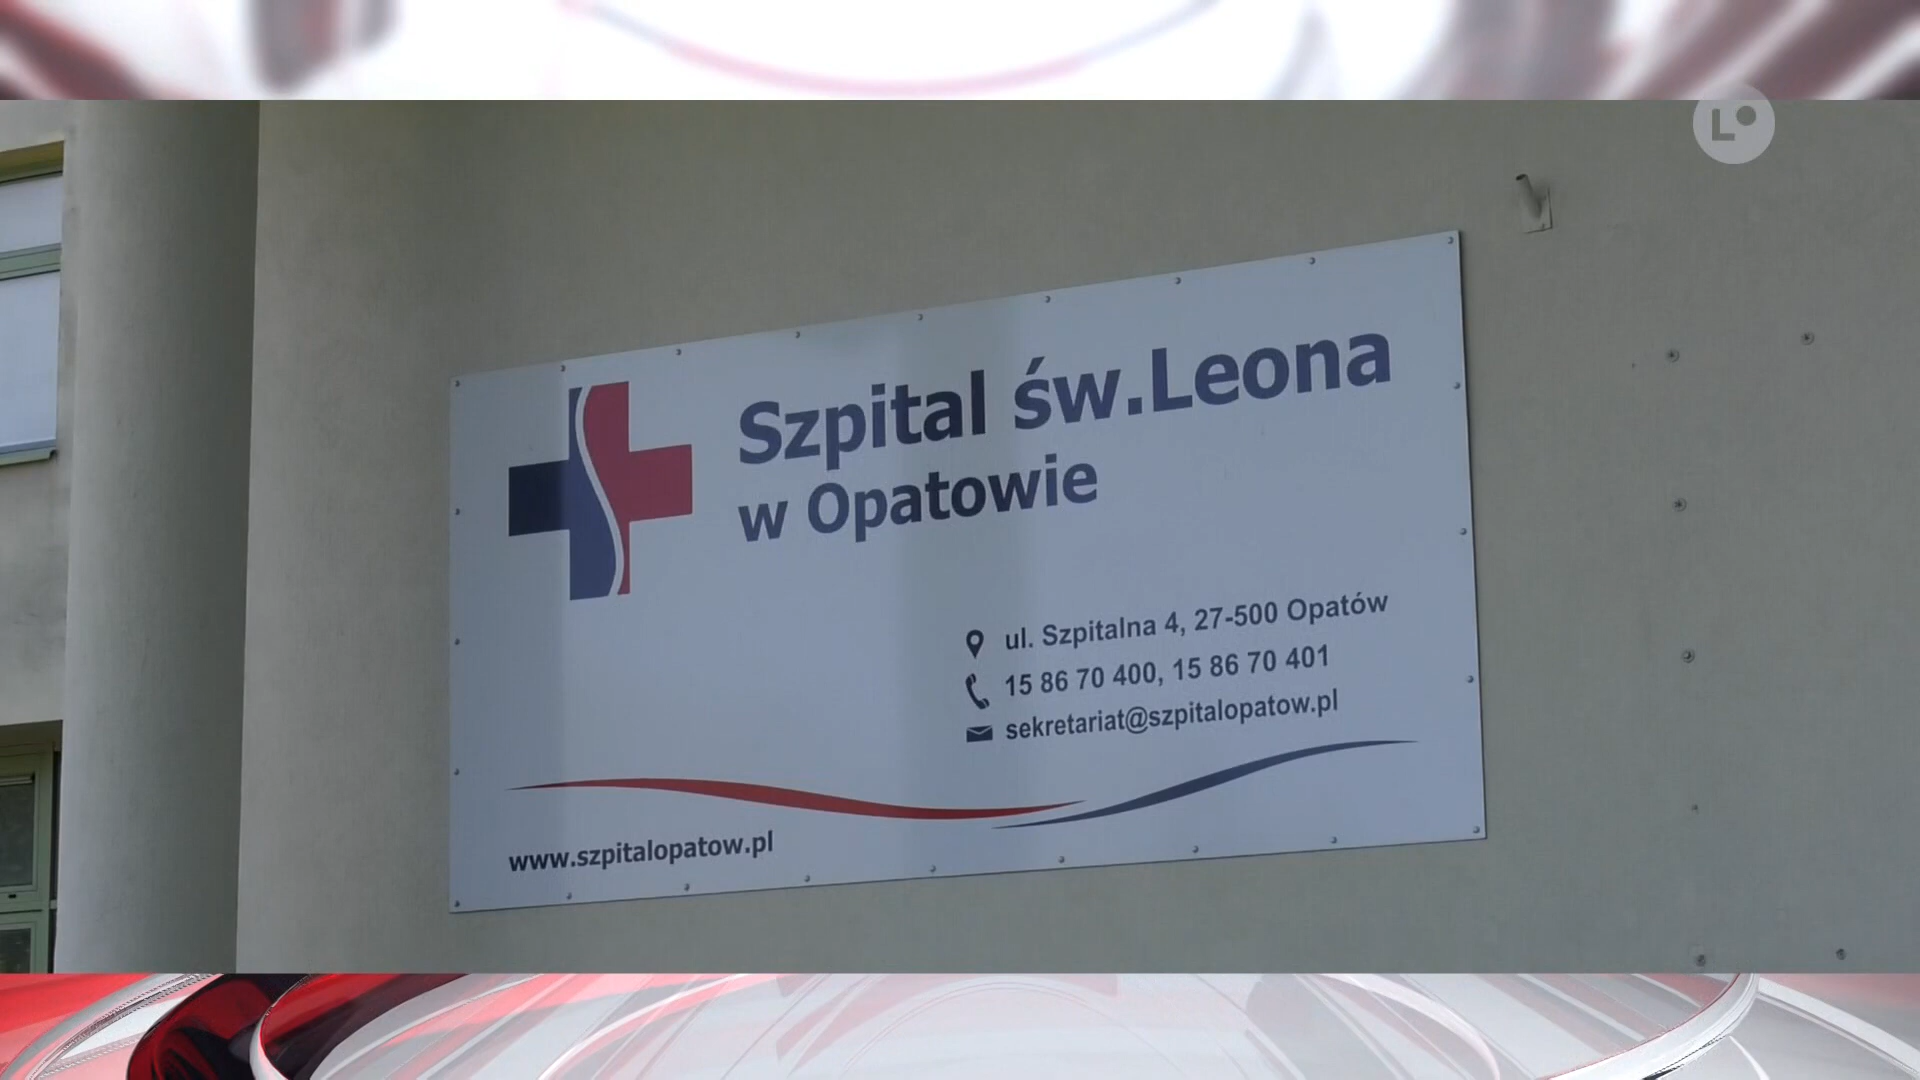 LO
Szpital św.Leona
w Opatowie
ul. Szpitalna 4, 27-500 Opatów
15 86 70 400, 15 86 70 401
sekretariat@szpitalopatow.pl
www.szpitalopatow.pl